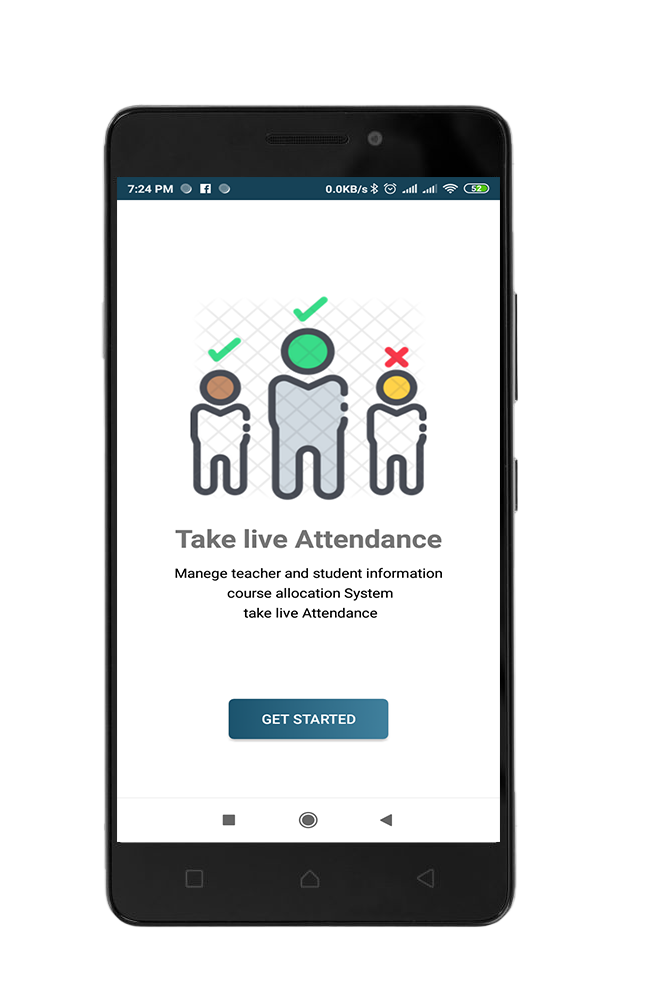 7:24 PM 0.0KB/s 52
Take live Attendance
Manege teacher and student information
course allocation System
take live Attendance
GET STARTED